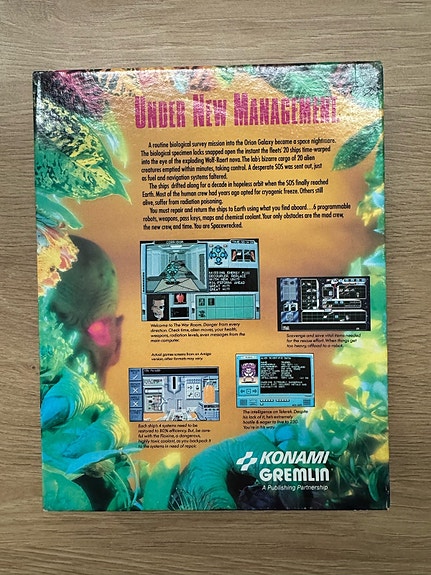 UNDER NEW MANAGEMENT
A routine biological survey mission into the Orion Galaxy became a space nightmare.
The biological specimen locks snapped open the instant the fleets' 20 ships time-warped
into the eye of the exploding Wolf-Raert nova. The lab's bizarre cargo of 20 alien
creatures emptied within minutes, taking control. A desperate SOS was sent out, just
as fuel and navigation systems faltered.
The ships drifted along for a decade in hopeless orbit when the SOS finally reached
Earth. Most of the human crew had years ago opted for cryogenic freeze. Others still
alive, suffer from radiation poisoning.
You must repair and return the ships to Earth using what you find aboard...6 programmable
robots, weapons, pass keys, maps and chemical coolant. Your only obstacles are the mad crew,
the new crew, and time. You are Spacewrecked.
CORRIDOR
Welcome to The War Room. Danger from every
direction. Check time, alien moves, your health,
weapons, radiation levels, even messages from the
main computer.
Scavenge and save vital items needed
for the rescue effort. When things get
too heavy, offload to a robot.
Actual games screens from an Amiga
version, other formats may vary.
Each ship's 4 systems need to be
restored to 80% efficiency. But, be care-
ful with the Fluxine, a dangerous,
highly toxic coolant, as you backpack it
to the systems in need of repair.
The intelligence on Talarek. Despite
his lack of it, he's extremely
hostile & eager to
You're in his way.
KONAMI
GREMLIN
A Publishing Partnership